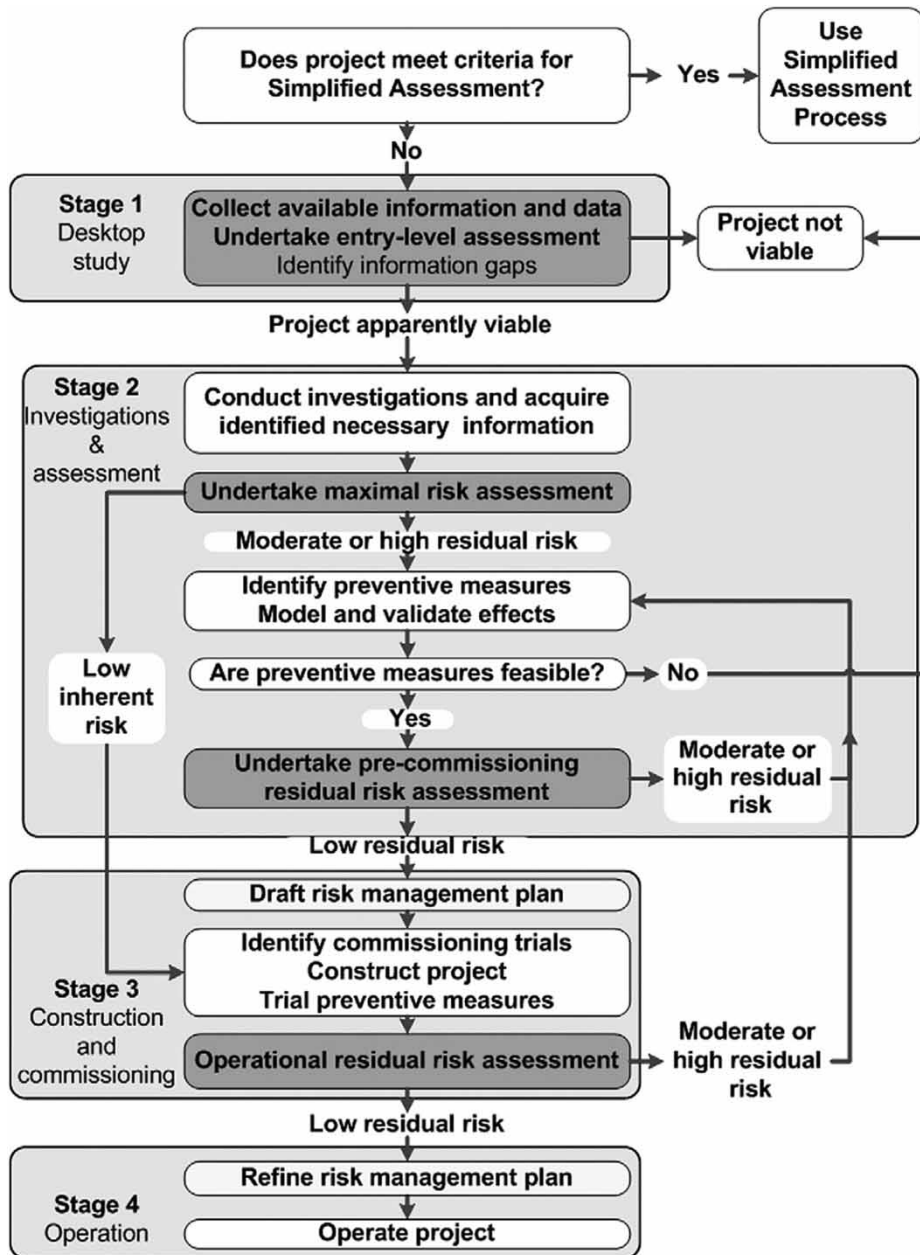 Does project meet criteria for
Simplified Assessment?
Yes
Use
Simplified
Assessment
Process
No
Stage 1
Desktop
study
Collect available information and data
Undertake entry-level assessment
Identify information gaps
Project not
viable
Project apparently viable
Stage 2
Investigations
&
assessment
Conduct investigations and acquire
identified necessary information
Undertake maximal risk assessment
Moderate or high residual risk
Identify preventive measures
Model and validate effects
Low
inherent
risk
Are preventive measures feasible?
No
Yes
Undertake pre-commissioning
residual risk assessment
Moderate or
high residual
risk
Low residual risk
Stage 3
Construction
and
commissioning
Draft risk management plan
Identify commissioning trials
Construct project
Trial preventive measures
Operational residual risk assessment
Moderate or
high residual
risk
Low residual risk
Stage 4
Operation
Refine risk management plan
Operate project